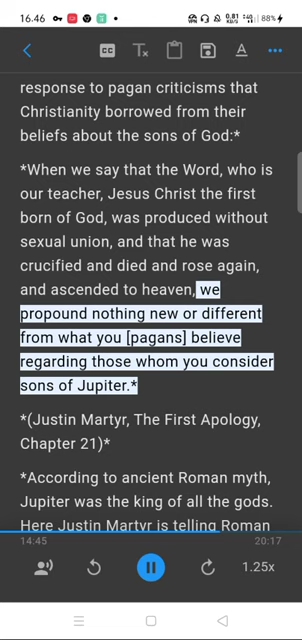 16.46
0,81
KB/s
4G
88%
CC
response to pagan criticisms that
Christianity borrowed from their
beliefs about the sons of God:*
*When we say that the Word, who is
our teacher, Jesus Christ the first
born of God, was produced without
sexual union, and that he was
crucified and died and rose again,
and ascended to heaven, we
propound nothing new or different
from what you [pagans] believe
regarding those whom you consider
sons of Jupiter.*
*(Justin Martyr, The First Apology,
Chapter 21)*
*According to ancient Roman myth,
Jupiter was the king of all the gods.
Here Justin Martyr is telling Roman
14:45
20:17
1.25x